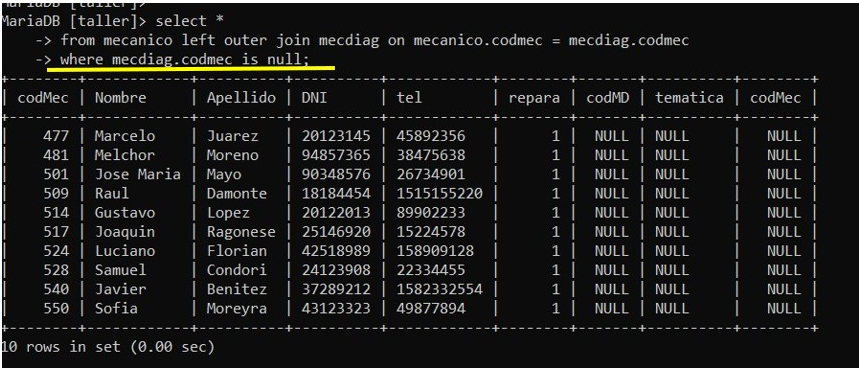 MariaDB [taller]>
MariaDB [taller]> select *
    -> from mecanico left outer join mecdiag on mecanico.codmec = mecdiag.codmec
    -> where mecdiag.codmec is null;
+--------+------------+-----------+----------+------------+--------+-------+----------+--------+
| codMec | Nombre     | Apellido | DNI      | tel        | repara | codMD | tematica | codMec |
+--------+------------+-----------+----------+------------+--------+-------+----------+--------+
|    477 | Marcelo    | Juarez   | 20123145 | 45892356   |      1 |  NULL | NULL     |   NULL |
|    481 | Melchor    | Moreno   | 94857365 | 38475638   |      1 |  NULL | NULL     |   NULL |
|    501 | Jose Maria | Mayo     | 90348576 | 26734901   |      1 |  NULL | NULL     |   NULL |
|    509 | Raul       | Damonte  | 18184454 | 1515155220 |      1 |  NULL | NULL     |   NULL |
|    514 | Gustavo    | Lopez    | 20122013 | 89902233   |      1 |  NULL | NULL     |   NULL |
|    517 | Joaquin    | Ragonese | 25146920 | 15224578   |      1 |  NULL | NULL     |   NULL |
|    524 | Luciano    | Florian  | 42518989 | 158909128  |      1 |  NULL | NULL     |   NULL |
|    528 | Samuel     | Condori  | 24123908 | 22334455   |      1 |  NULL | NULL     |   NULL |
|    540 | Javier     | Benitez  | 37289212 | 1582332554 |      1 |  NULL | NULL     |   NULL |
|    550 | Sofia      | Moreyra  | 43123323 | 49877894   |      1 |  NULL | NULL     |   NULL |
+--------+------------+-----------+----------+------------+--------+-------+----------+--------+
10 rows in set (0.00 sec)